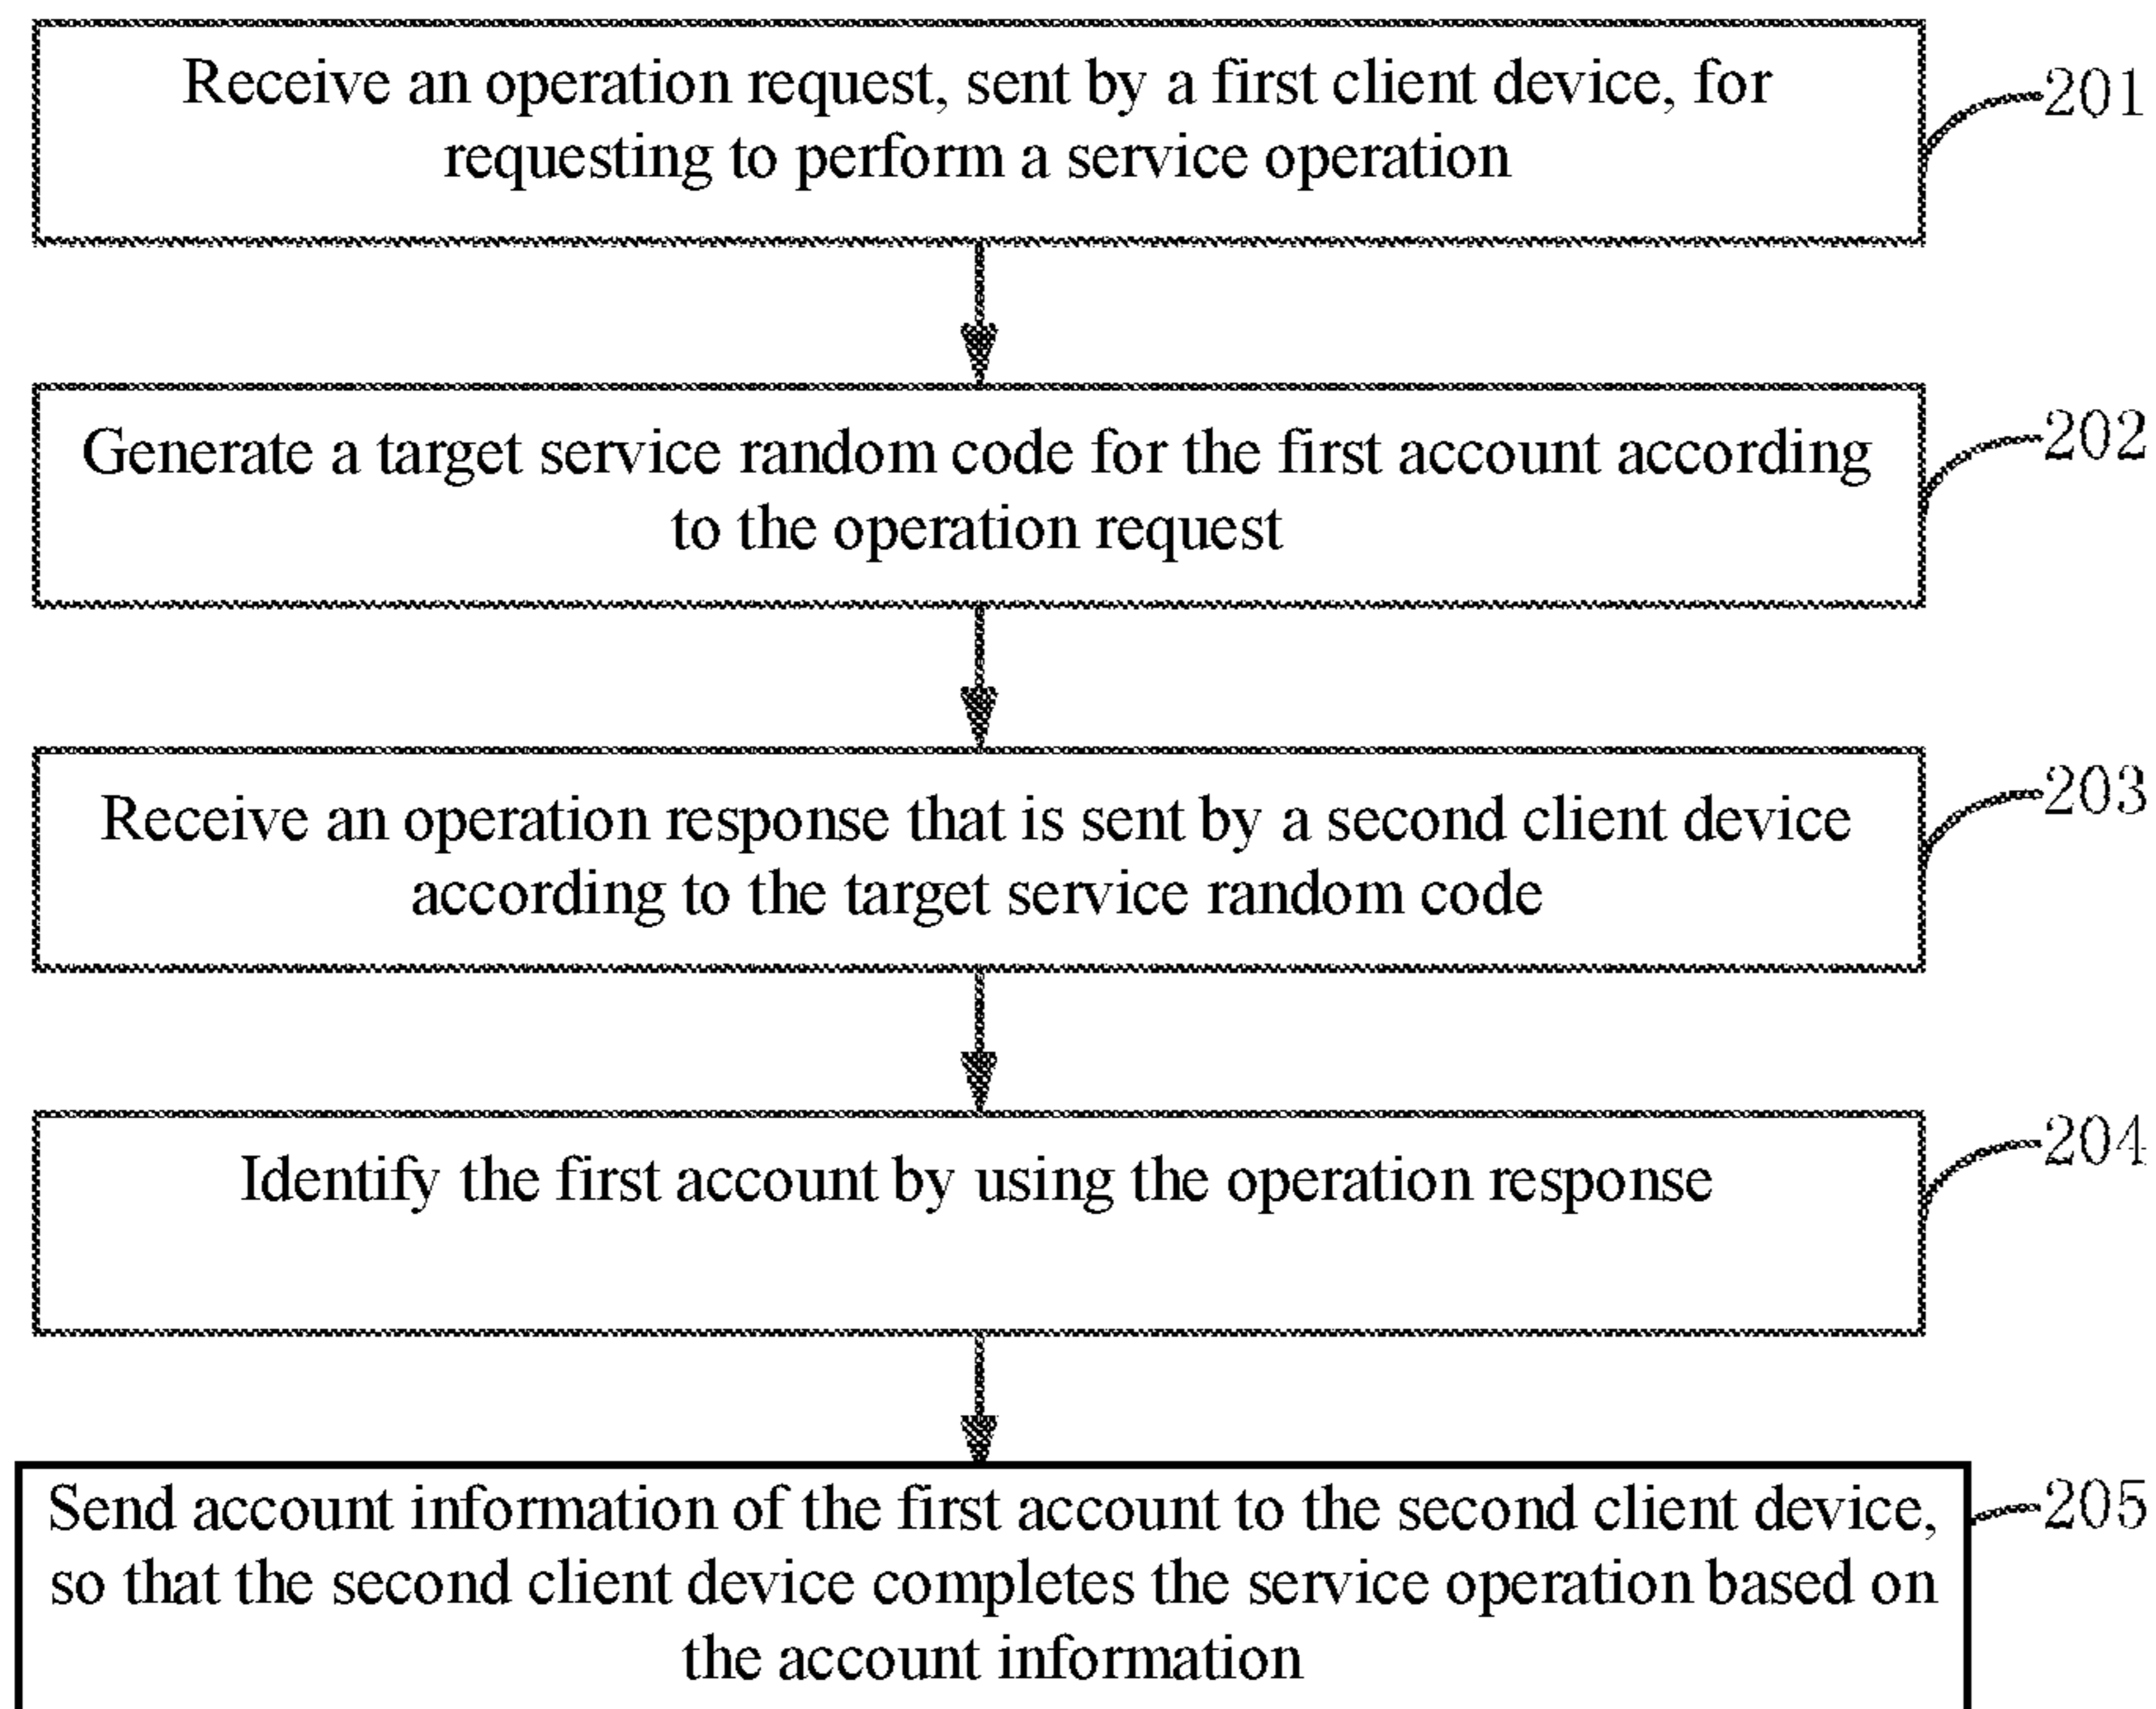 Receive an operation request, sent by a first client device, for
requesting to perform a service operation
201
Generate a target service random code for the first account according
to the operation request
202
Receive an operation response that is sent by a second client device
according to the target service random code
203
Identify the first account by using the operation response
204
Send account information of the first account to the second client device,
so that the second client device completes the service operation based on
the account information
205